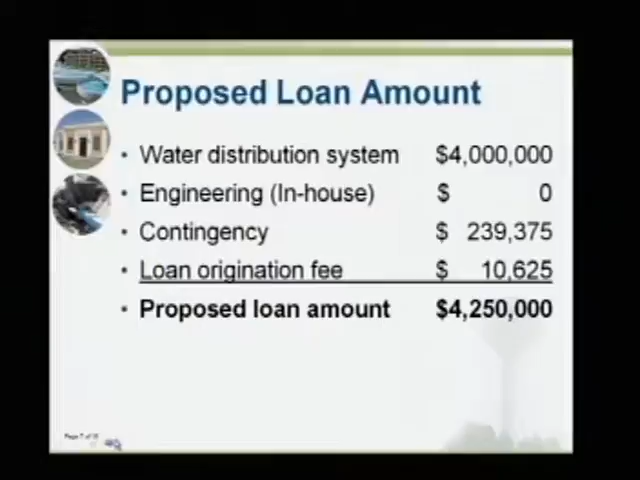 Proposed Loan Amount
• Water distribution system $4,000,000
• Engineering (In-house) $ 0
• Contingency $ 239,375
• Loan origination fee $ 10,625
• Proposed loan amount $4,250,000